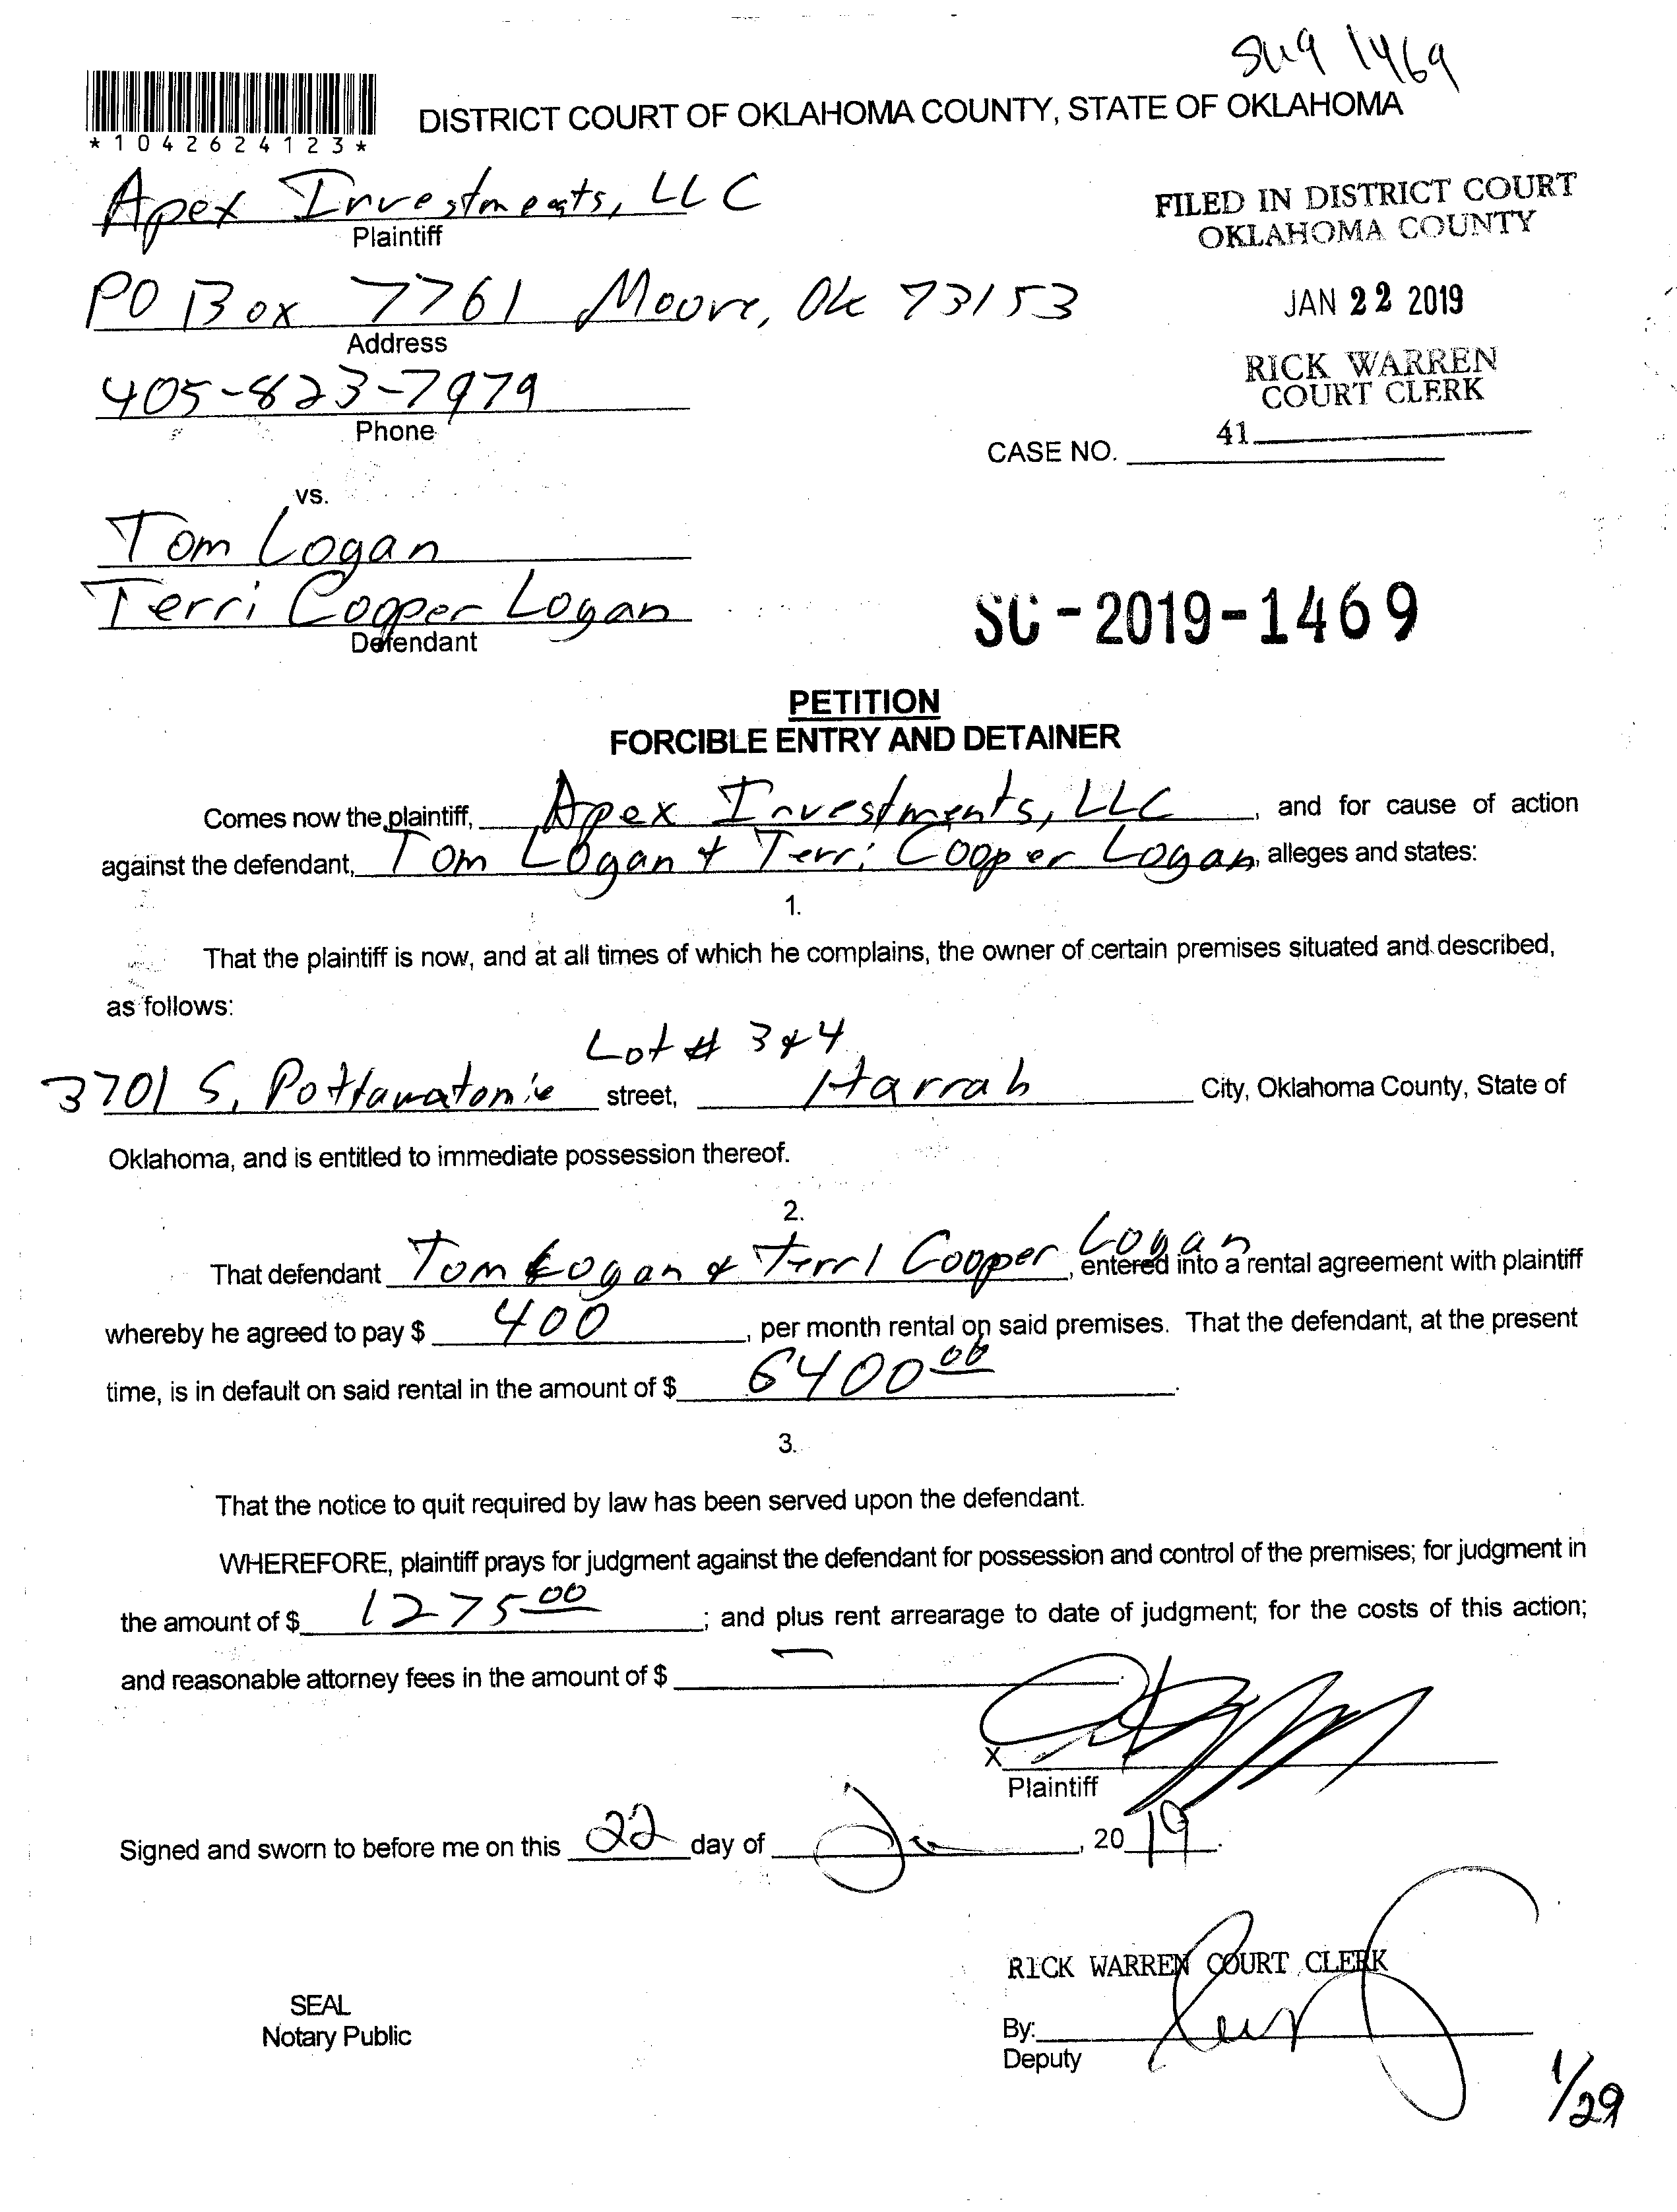 1469
DISTRICT COURT OF OKLAHOMA COUNTY, STATE OF OKLAHOMA
*1042624123*
Apex Investments, LLC
Plaintiff
FILED IN DISTRICT COURT
OKLAHOMA COUNTY
PO Box 7761 Moore, Ok 73153
Address
JAN 22 2019
405-823-7979
Phone
RICK WARREN
COURT CLERK
41
CASE NO.
vs.
Tom Logan
Terri Cooper Logan
Defendant
SC-2019-1469
PETITION
FORCIBLE ENTRY AND DETAINER
Comes now the plaintiff, Apex Investments, LLC, and for cause of action
against the defendant, Tom Logan + Terri Cooper Logan, alleges and states:
1.
That the plaintiff is now, and at all times of which he complains, the owner of certain premises situated and described,
as follows:
Lot # 3 & 4
3701 S. Pottawatomie street, Harrah City, Oklahoma County, State of
Oklahoma, and is entitled to immediate possession thereof.
2.
That defendant Tom Logan & Terri Cooper Logan, entered into a rental agreement with plaintiff
whereby he agreed to pay $ 400, per month rental on said premises. That the defendant, at the present
time, is in default on said rental in the amount of $ 6400 00.
3.
That the notice to quit required by law has been served upon the defendant.
WHEREFORE, plaintiff prays for judgment against the defendant for possession and control of the premises; for judgment in
the amount of $ 1275 00; and plus rent arrearage to date of judgment; for the costs of this action;
and reasonable attorney fees in the amount of $
X
Plaintiff
Signed and sworn to before me on this 22 day of , 20 19.
RICK WARREN COURT CLERK
SEAL
Notary Public
By:
Deputy
1/29